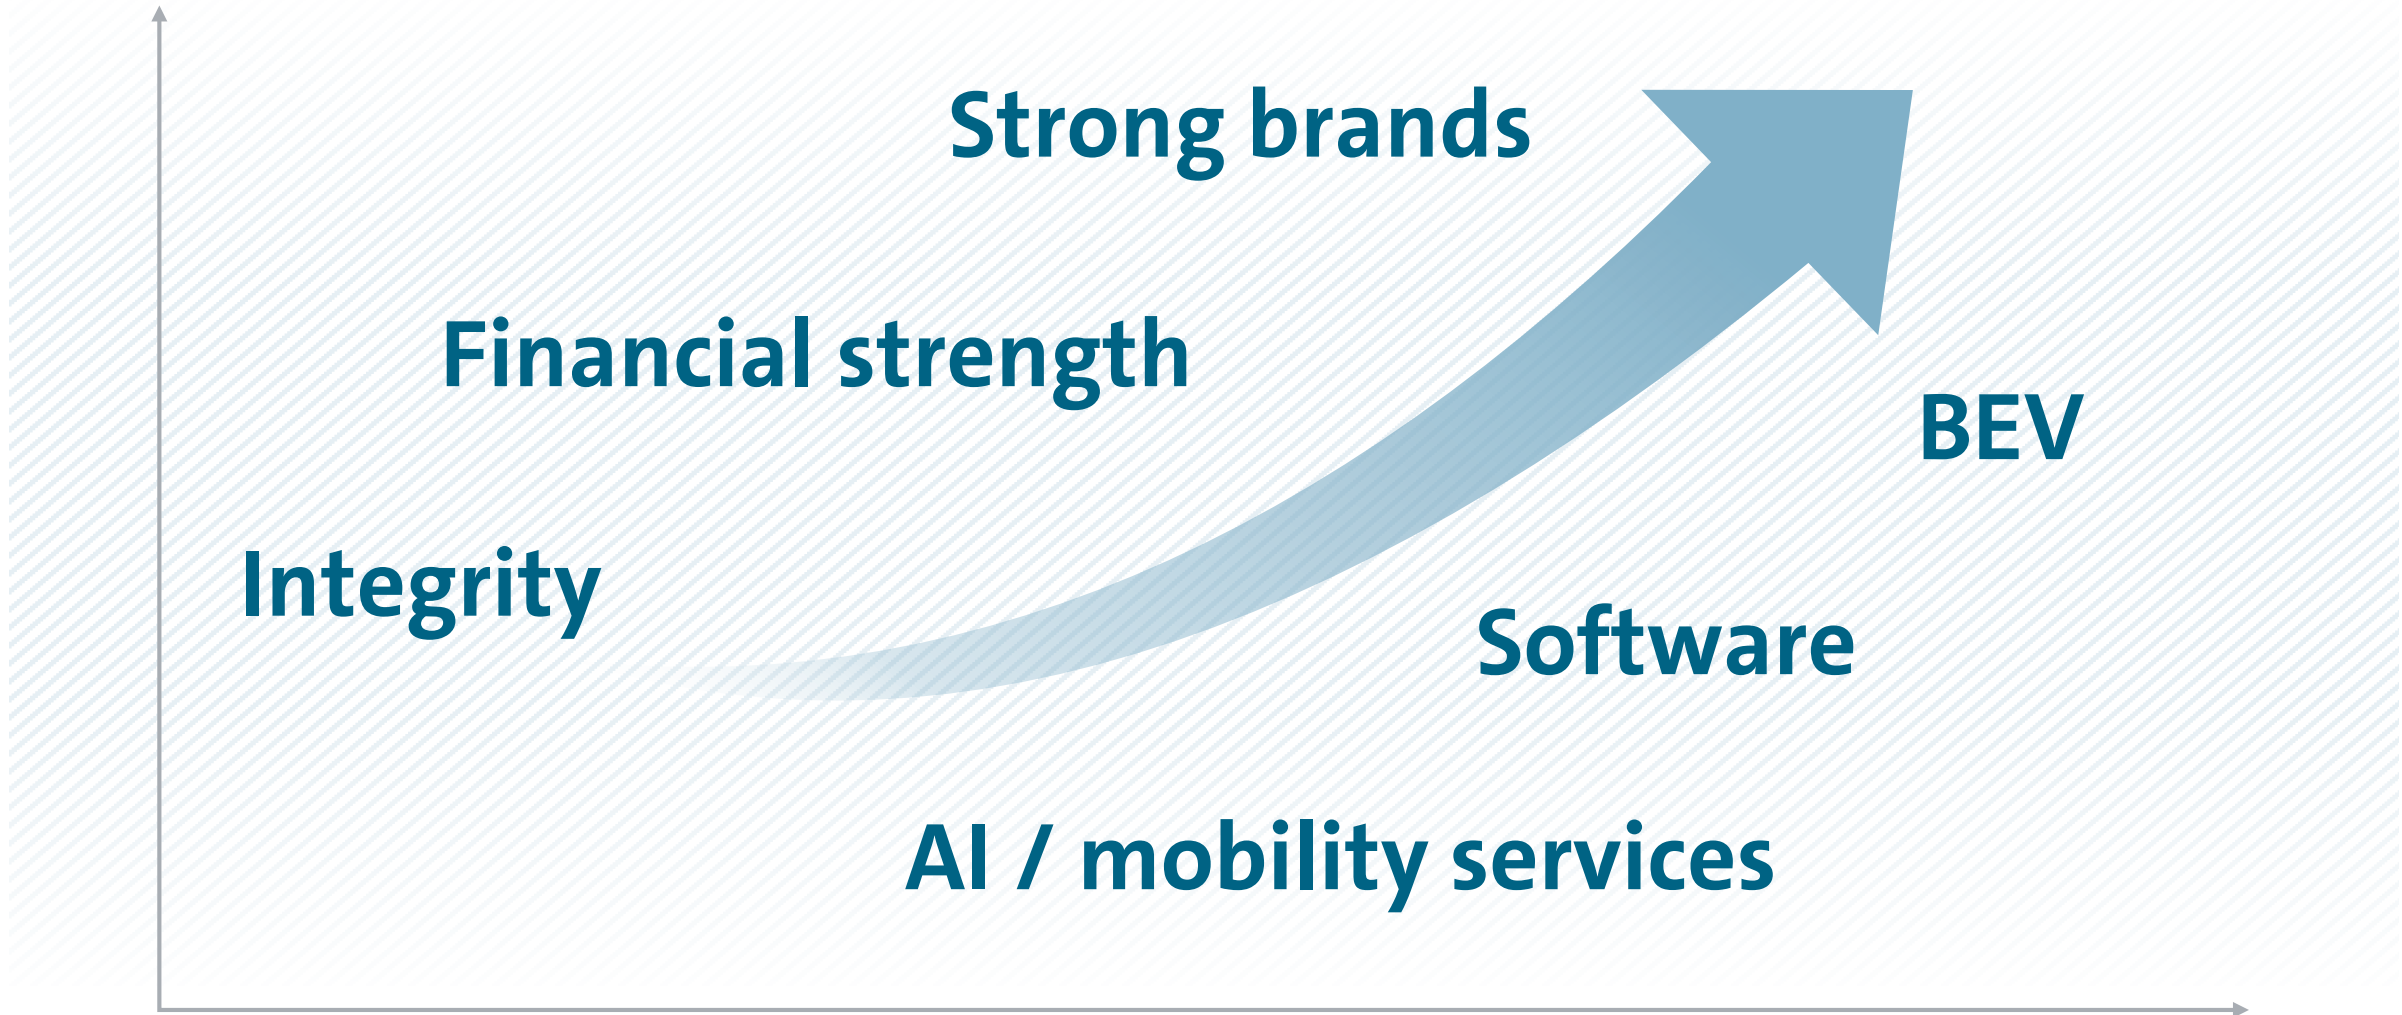 Strong brands
Financial strength
BEV
Integrity
Software
AI / mobility services